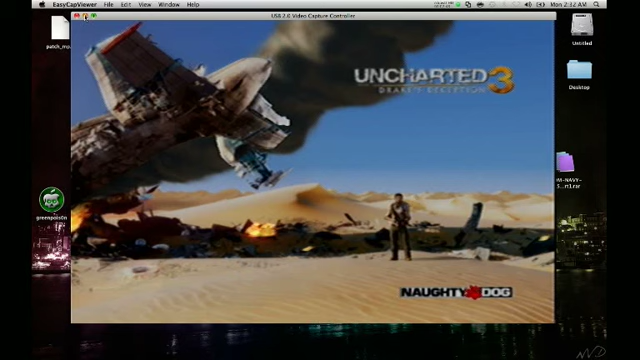 EasyCapViewer File Edit View Window Help
Mon 2:32 AM
USB 2.0 Video Capture Controller
patch_mp
Untitled
UNCHARTED 3
DRAKE'S DECEPTION
Desktop
greenpois0n
NAUGHTY DOG